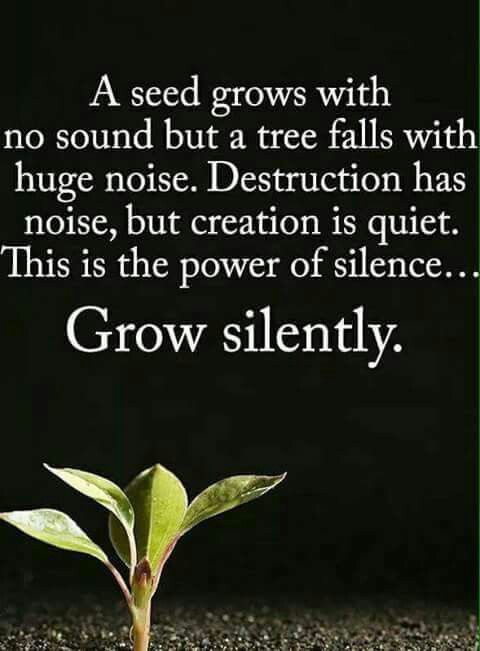 A seed grows with
no sound but a tree falls with
huge noise. Destruction has
noise, but creation is quiet.
This is the power of silence...
Grow silently.